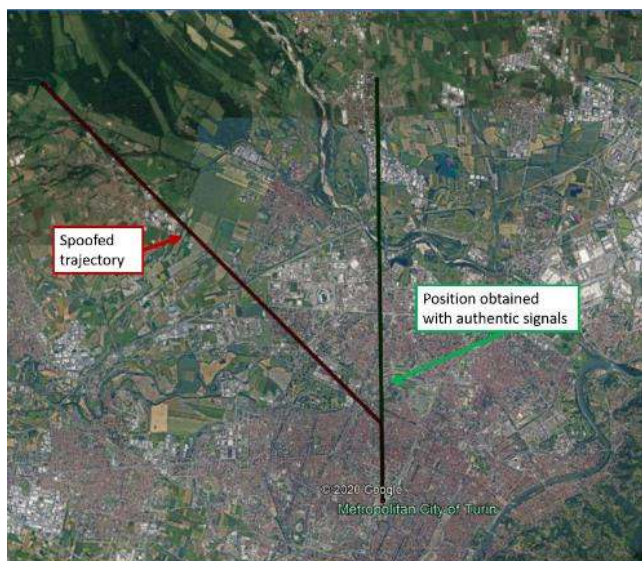 Spoofed
trajectory
Position obtained
with authentic signals
© 2020 Google
Metropolitan City of Turin